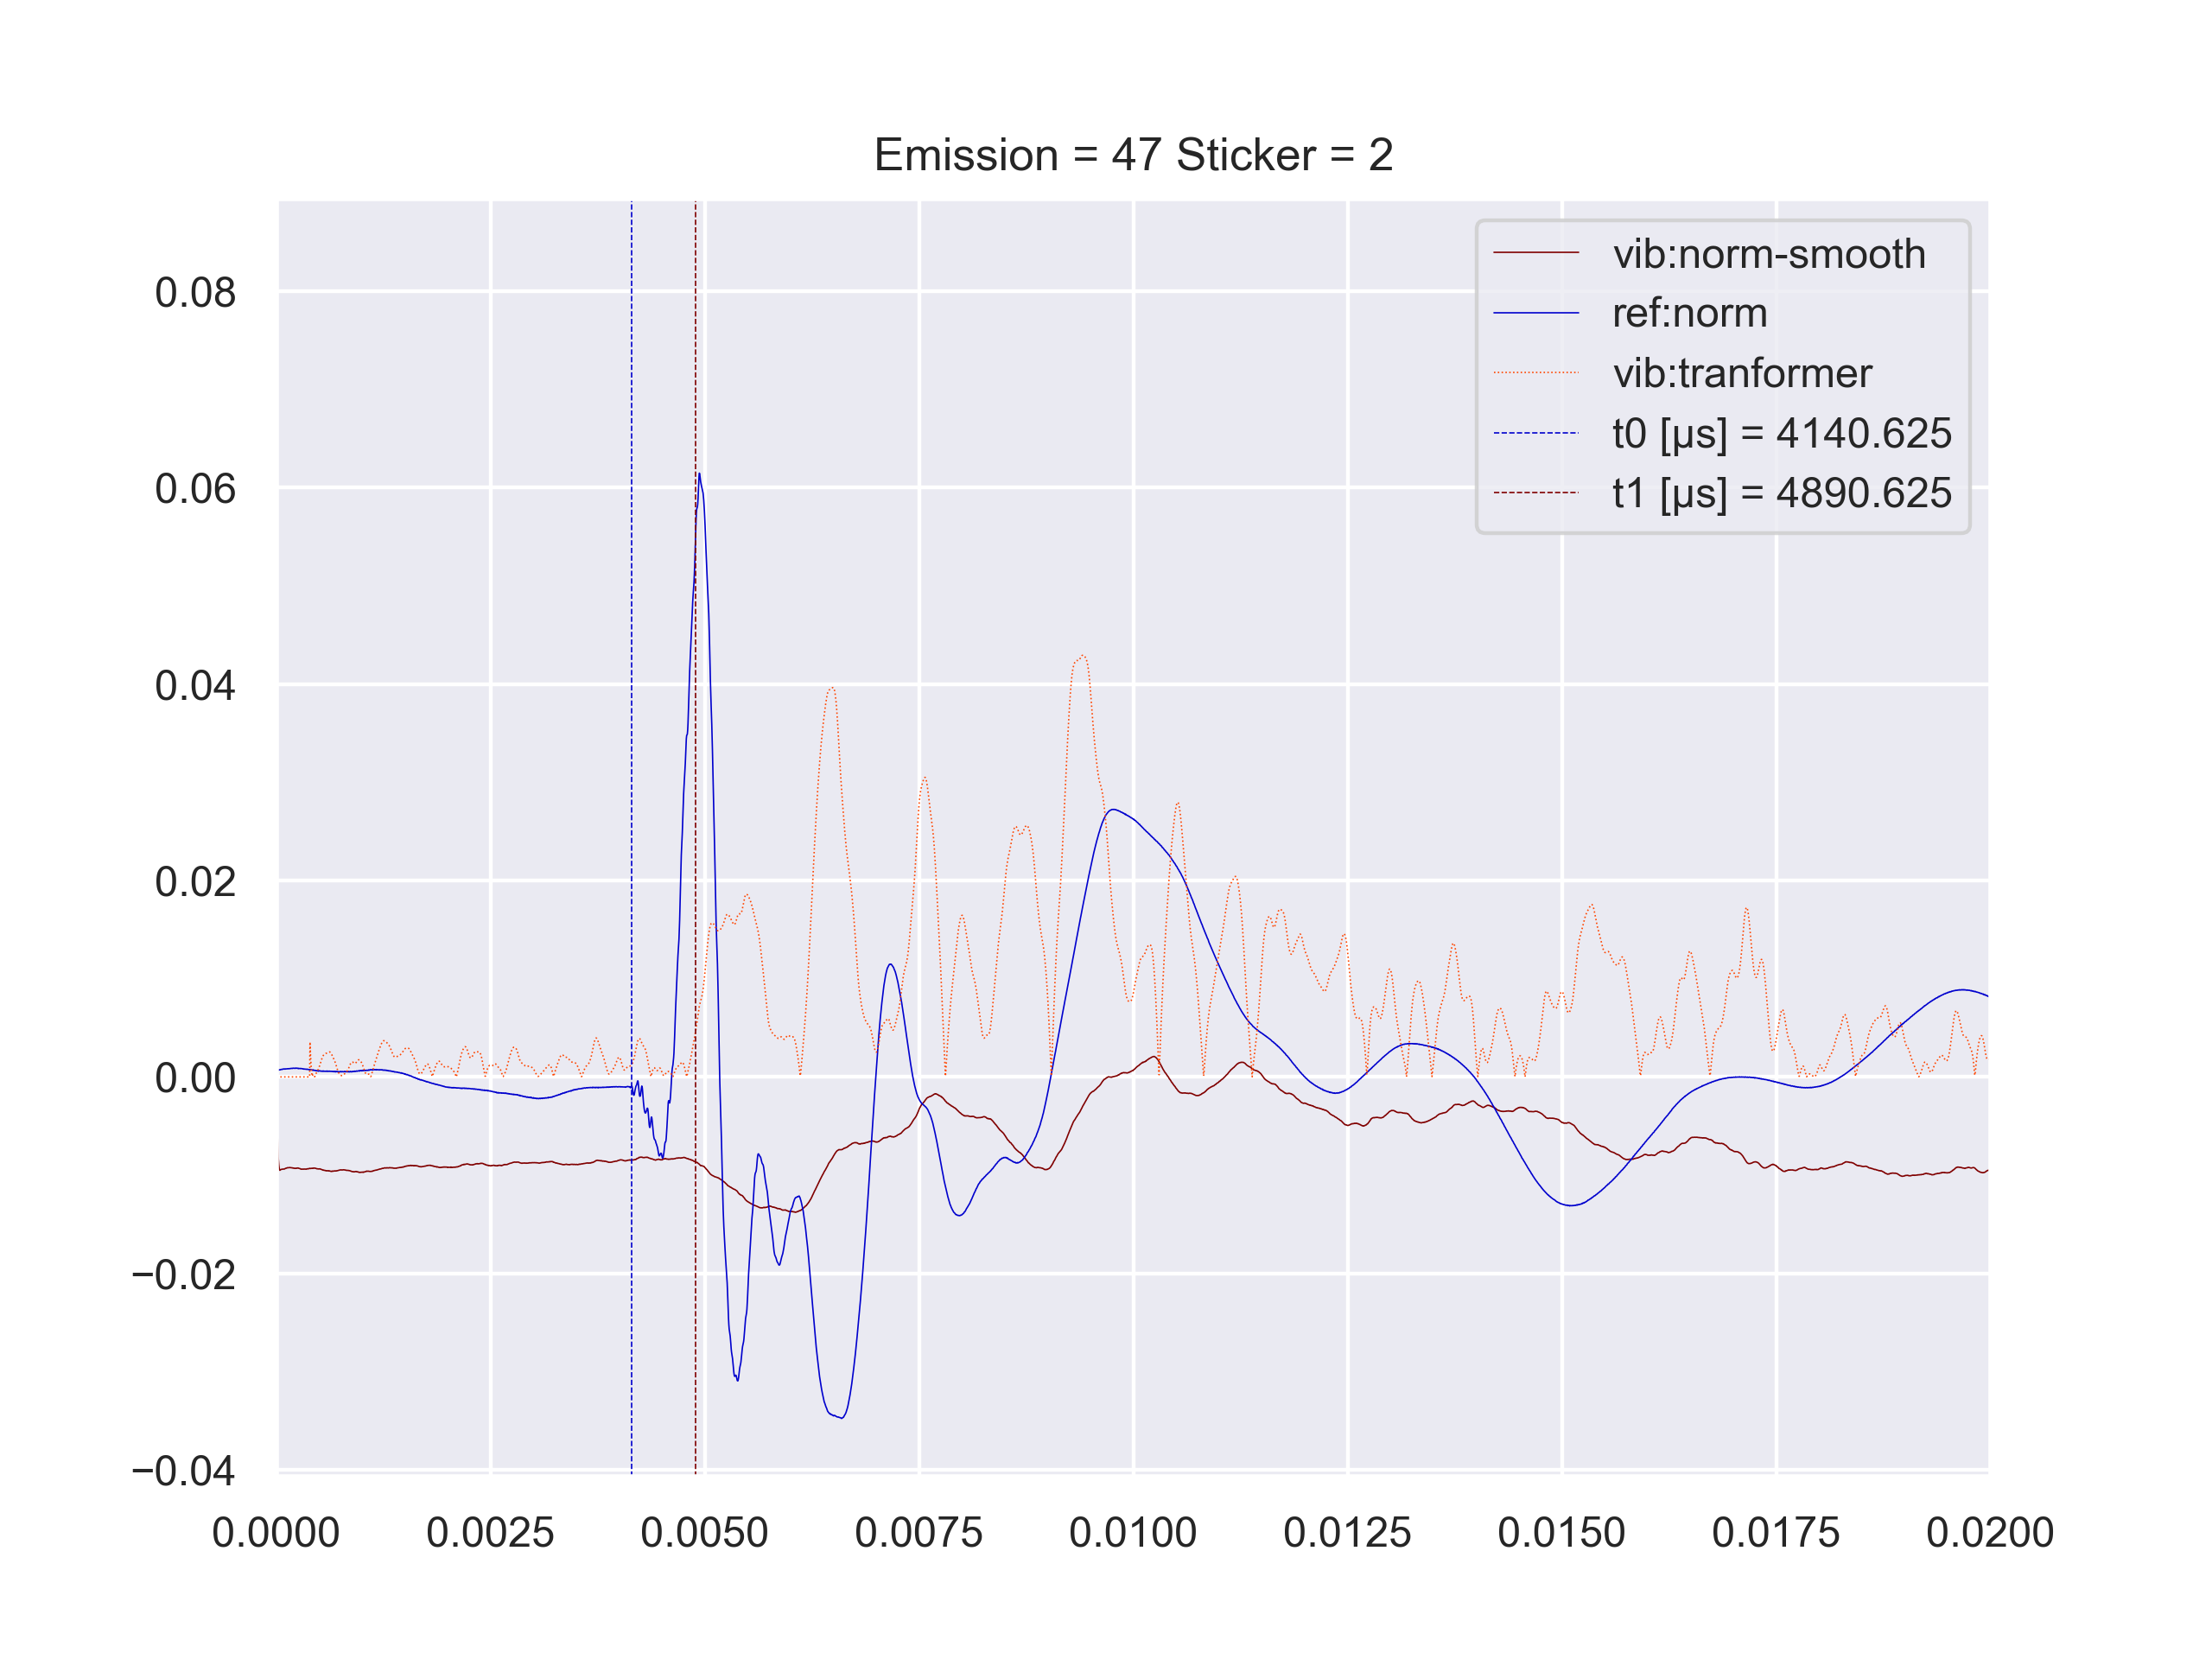 Emission = 47 Sticker = 2
vib:norm-smooth
ref:norm
vib:tranformer
t0 [µs] = 4140.625
t1 [µs] = 4890.625
0.08
0.06
0.04
0.02
0.00
−0.02
−0.04
0.0000 0.0025 0.0050 0.0075 0.0100 0.0125 0.0150 0.0175 0.0200